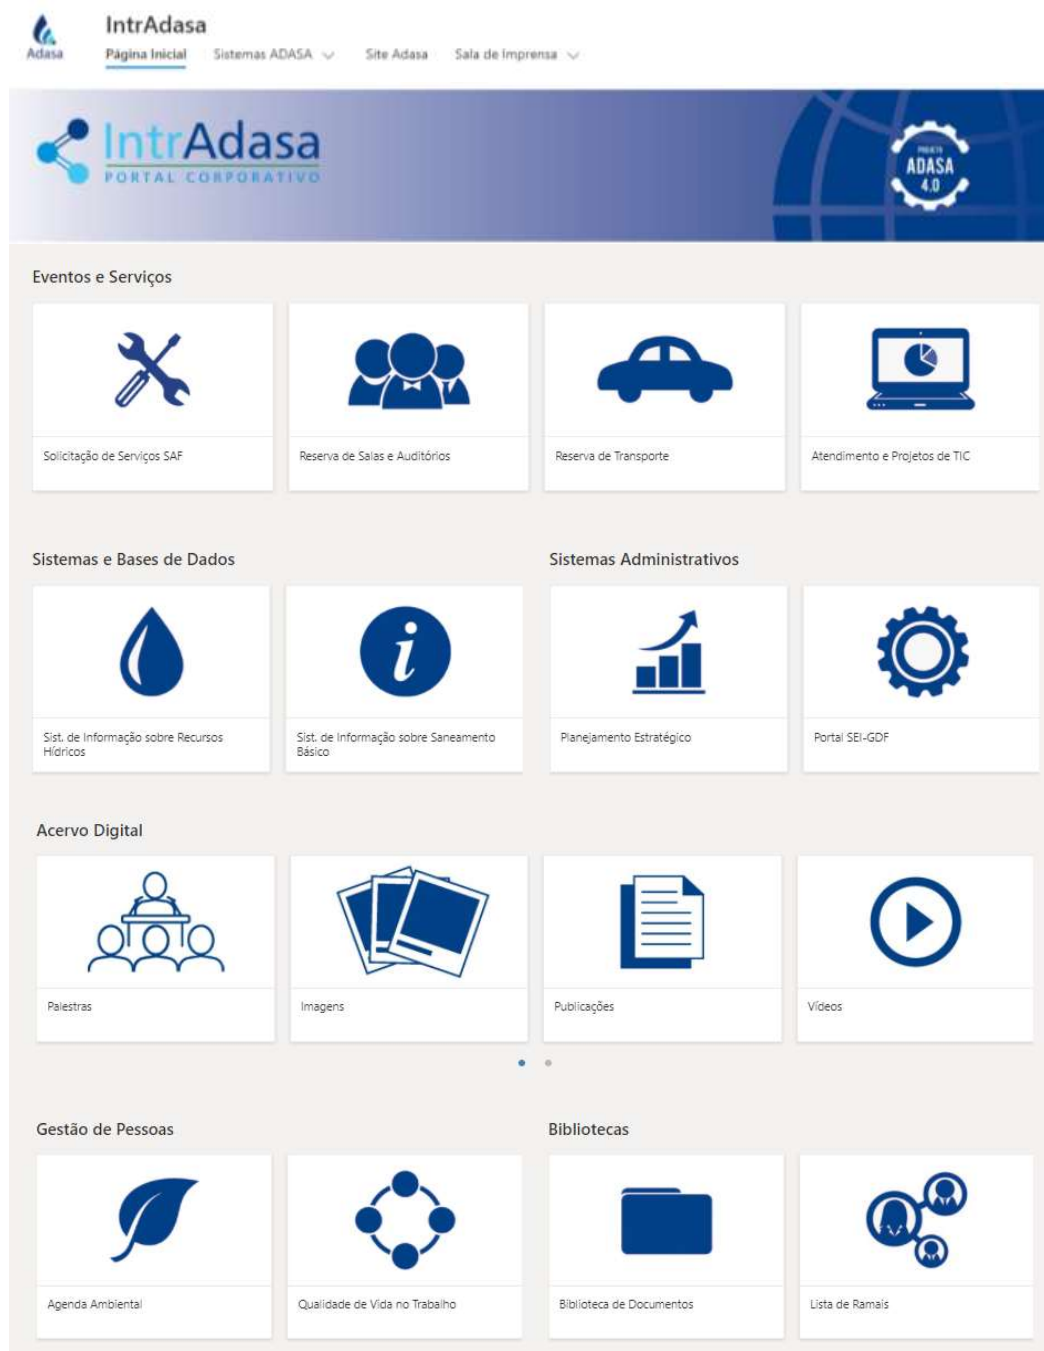 IntrAdasa
Adasa
Página Inicial Sistemas ADASA Site Adasa Sala de Imprensa
IntrAdasa
PORTAL CORPORATIVO
PROJETO
ADASA
4.0
Eventos e Serviços
Solicitação de Serviços SAF
Reserva de Salas e Auditórios
Reserva de Transporte
Atendimento e Projetos de TIC
Sistemas e Bases de Dados
Sistemas Administrativos
Sist. de Informação sobre Recursos
Hídricos
Sist. de Informação sobre Saneamento
Básico
Planejamento Estratégico
Portal SEI-GDF
Acervo Digital
Palestras
Imagens
Publicações
Vídeos
Gestão de Pessoas
Bibliotecas
Agenda Ambiental
Qualidade de Vida no Trabalho
Biblioteca de Documentos
Lista de Ramais